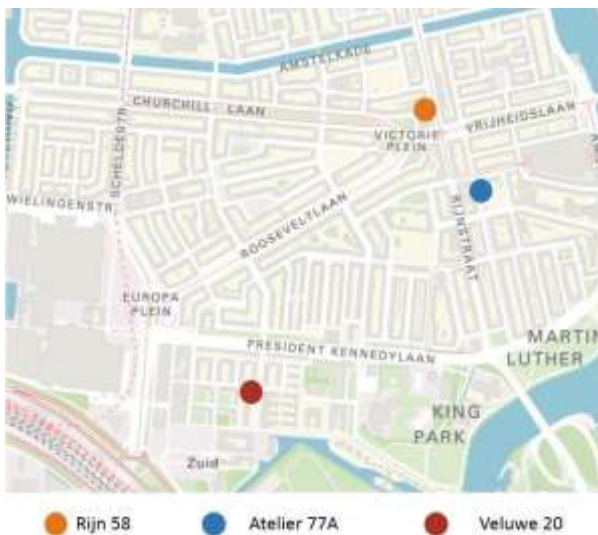 AMSTELKADE
CHURCHILL LAAN
SCHELDESTR
VICTORIE
PLEIN
VRIJHEIDSLAAN
WIELINGENSTR
ROOSEVELTLAAN
RIJNSTRAAT
EUROPA
PLEIN
PRESIDENT KENNEDYLAAN
MARTIN
LUTHER
KING
PARK
Zuid
Rijn 58
Atelier 77A
Veluwe 20